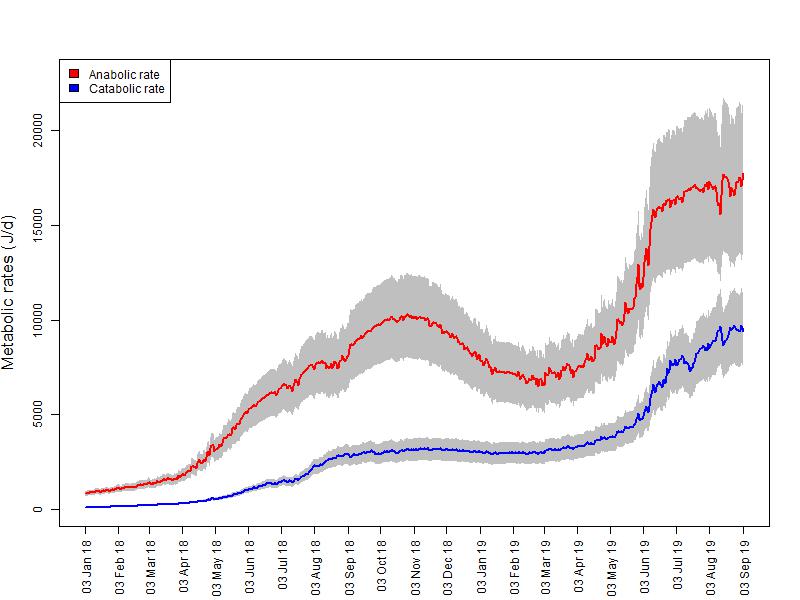 Anabolic rate
Catabolic rate
Metabolic rates (J/d)
20000
15000
10000
5000
0
03 Jan 18
03 Feb 18
03 Mar 18
03 Apr 18
03 May 18
03 Jun 18
03 Jul 18
03 Aug 18
03 Sep 18
03 Oct 18
03 Nov 18
03 Dec 18
03 Jan 19
03 Feb 19
03 Mar 19
03 Apr 19
03 May 19
03 Jun 19
03 Jul 19
03 Aug 19
03 Sep 19